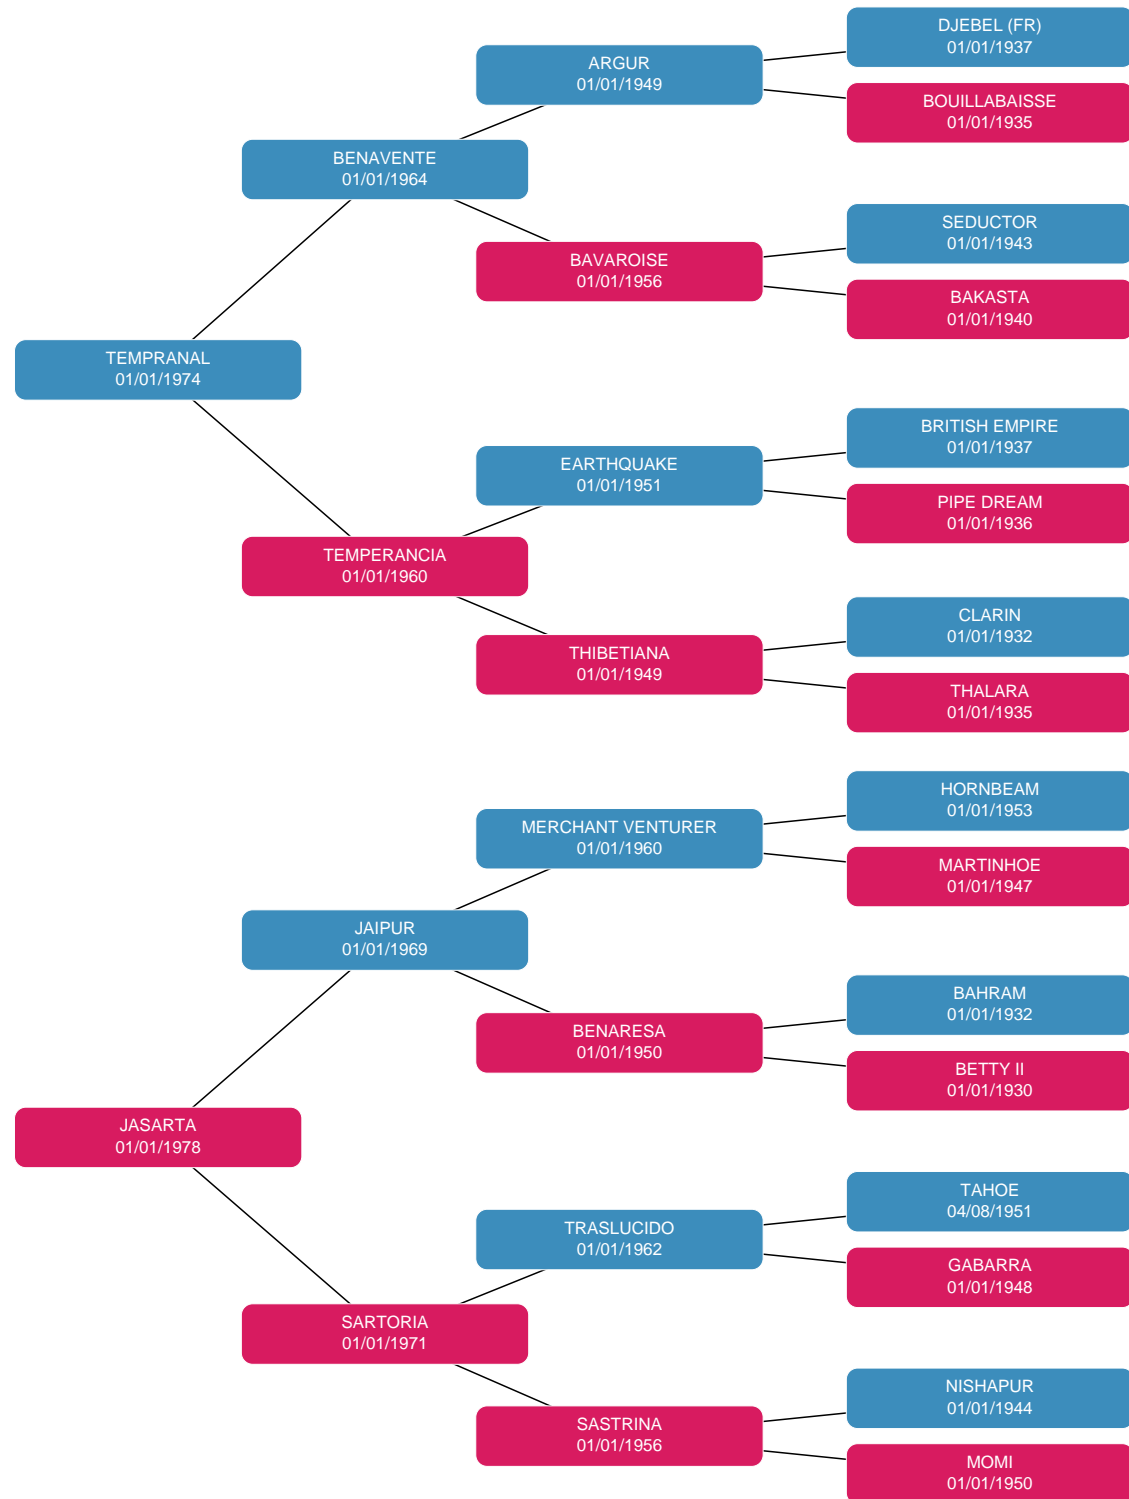 DJEBEL (FR)
01/01/1937
ARGUR
01/01/1949
BOUILLABAISSE
01/01/1935
BENAVENTE
01/01/1964
SEDUCTOR
01/01/1943
BAVAROISE
01/01/1956
BAKASTA
01/01/1940
TEMPRANAL
01/01/1974
BRITISH EMPIRE
01/01/1937
EARTHQUAKE
01/01/1951
PIPE DREAM
01/01/1936
TEMPERANCIA
01/01/1960
CLARIN
01/01/1932
THIBETIANA
01/01/1949
THALARA
01/01/1935
HORNBEAM
01/01/1953
MERCHANT VENTURER
01/01/1960
MARTINHOE
01/01/1947
JAIPUR
01/01/1969
BAHRAM
01/01/1932
BENARESA
01/01/1950
BETTY II
01/01/1930
JASARTA
01/01/1978
TAHOE
04/08/1951
TRASLUCIDO
01/01/1962
GABARRA
01/01/1948
SARTORIA
01/01/1971
NISHAPUR
01/01/1944
SASTRINA
01/01/1956
MOMI
01/01/1950